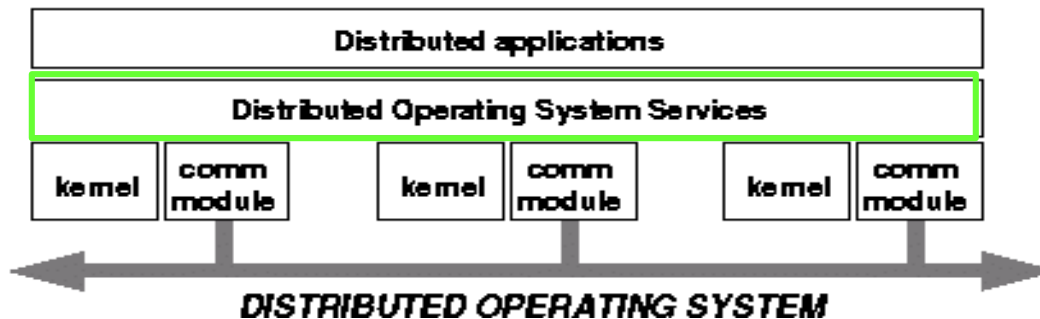 Distributed applications
Distributed Operating System Services
kernel
comm
module
kernel
comm
module
kernel
comm
module
DISTRIBUTED OPERATING SYSTEM